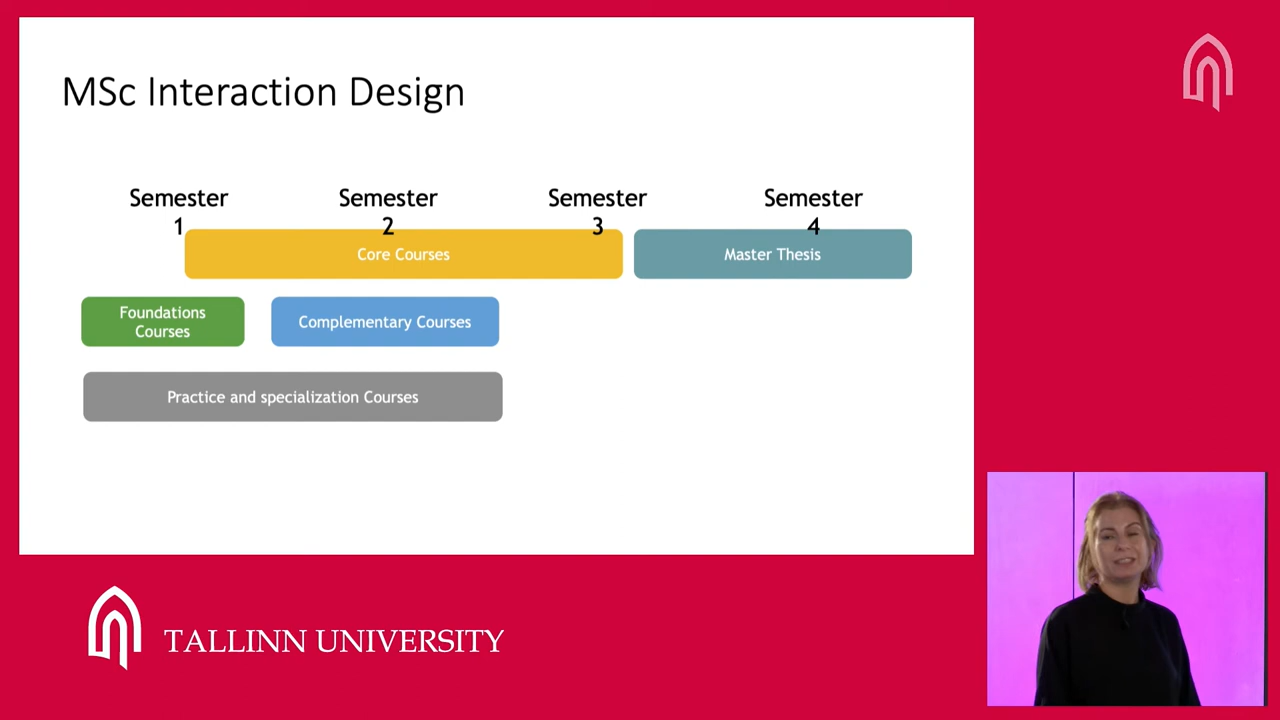 MSc Interaction Design
Semester
1
Semester
2
Semester
3
Semester
4
Core Courses
Master Thesis
Foundations
Courses
Complementary Courses
Practice and specialization Courses
TALLINN UNIVERSITY